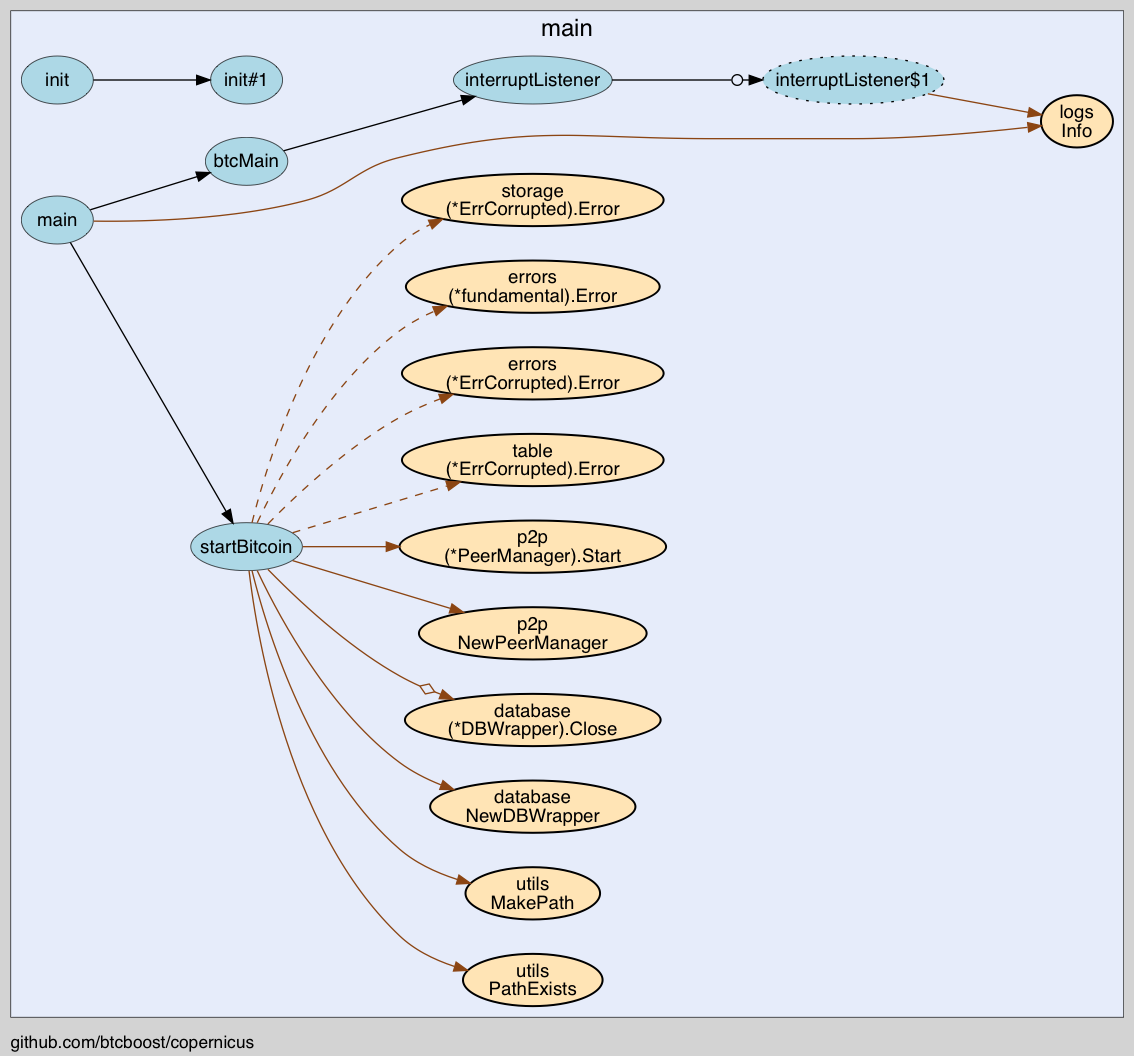 main
init
init#1
interruptListener
interruptListener$1
logs
Info
btcMain
main
storage
(*ErrCorrupted).Error
errors
(*fundamental).Error
errors
(*ErrCorrupted).Error
table
(*ErrCorrupted).Error
startBitcoin
p2p
(*PeerManager).Start
p2p
NewPeerManager
database
(*DBWrapper).Close
database
NewDBWrapper
utils
MakePath
utils
PathExists
github.com/btcboost/copernicus